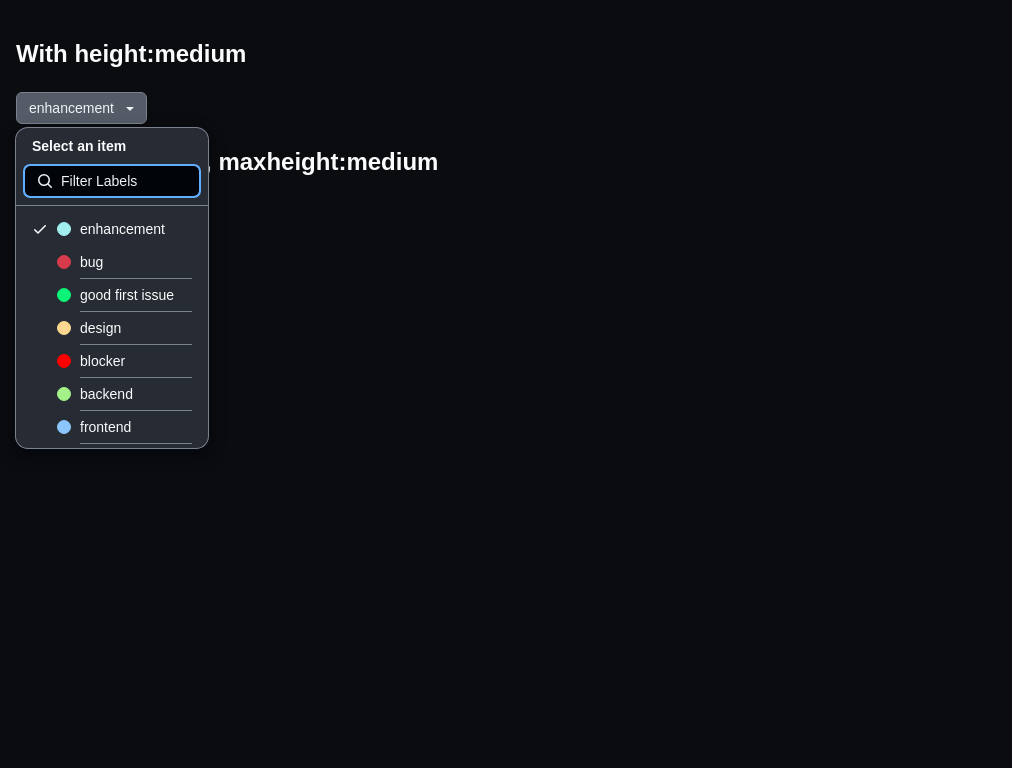 With height:medium
enhancement
Select an item
, maxheight:medium
Filter Labels
enhancement
bug
good first issue
design
blocker
backend
frontend